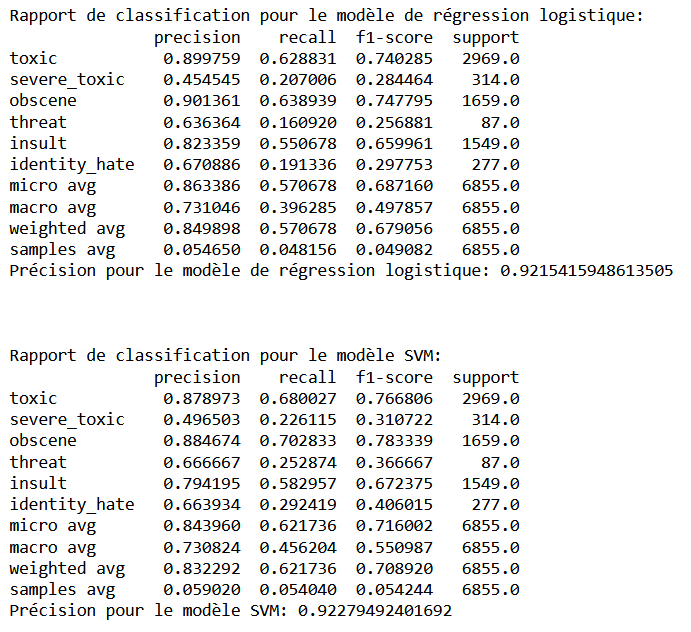 Rapport de classification pour le modèle de régression logistique:
precision recall f1-score support
toxic 0.899759 0.628831 0.740285 2969.0
severe_toxic 0.454545 0.207006 0.284464 314.0
obscene 0.901361 0.638939 0.747795 1659.0
threat 0.636364 0.160920 0.256881 87.0
insult 0.823359 0.550678 0.659961 1549.0
identity_hate 0.670886 0.191336 0.297753 277.0
micro avg 0.863386 0.570678 0.687160 6855.0
macro avg 0.731046 0.396285 0.497857 6855.0
weighted avg 0.849898 0.570678 0.679056 6855.0
samples avg 0.054650 0.048156 0.049082 6855.0
Précision pour le modèle de régression logistique: 0.9215415948613505
Rapport de classification pour le modèle SVM:
precision recall f1-score support
toxic 0.878973 0.680027 0.766806 2969.0
severe_toxic 0.496503 0.226115 0.310722 314.0
obscene 0.884674 0.702833 0.783339 1659.0
threat 0.666667 0.252874 0.366667 87.0
insult 0.794195 0.582957 0.672375 1549.0
identity_hate 0.663934 0.292419 0.406015 277.0
micro avg 0.843960 0.621736 0.716002 6855.0
macro avg 0.730824 0.456204 0.550987 6855.0
weighted avg 0.832292 0.621736 0.708920 6855.0
samples avg 0.059020 0.054040 0.054244 6855.0
Précision pour le modèle SVM: 0.92279492401692